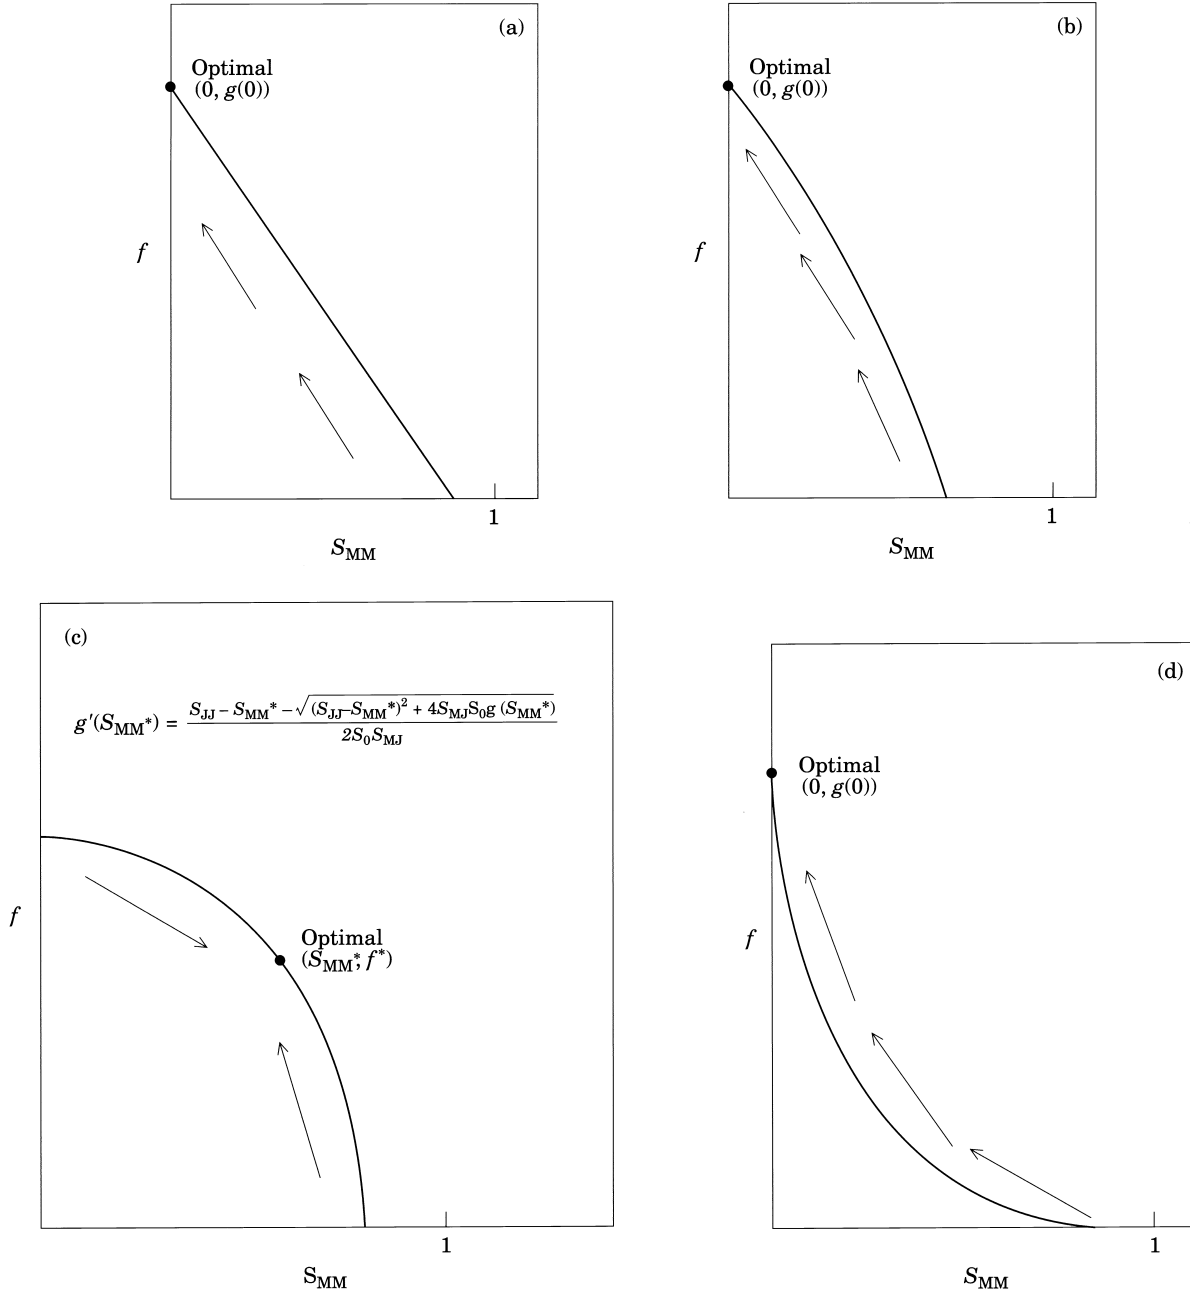 (a)
Optimal
(0, g(0))
f
1
S_MM
(b)
Optimal
(0, g(0))
f
1
S_MM
(c)
g′(S_MM*) = (S_JJ – S_MM* – √((S_JJ–S_MM*)² + 4S_MJS_0g (S_MM*))) / 2S_0S_MJ
Optimal
(S_MM*, f*)
f
1
S_MM
(d)
Optimal
(0, g(0))
f
1
S_MM